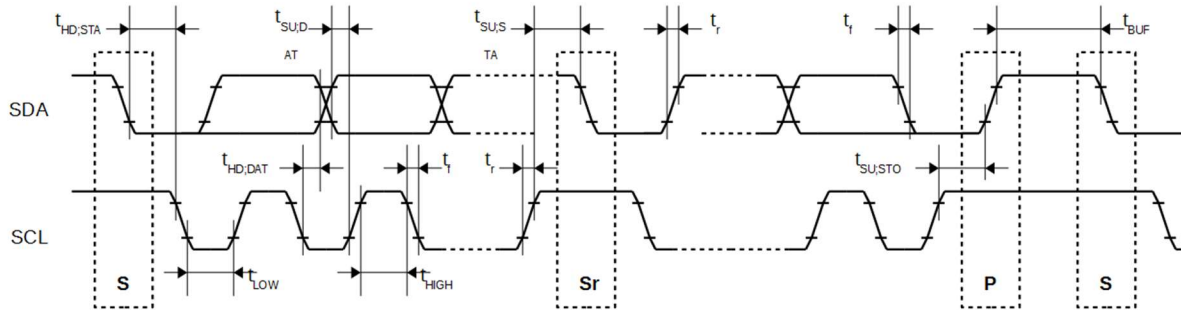 tHD;STA
tSU;D
AT
tSU;S
TA
tr
tf
tBUF
SDA
tHD;DAT
tf
tr
tSU;STO
SCL
tLOW
tHIGH
S
Sr
P
S